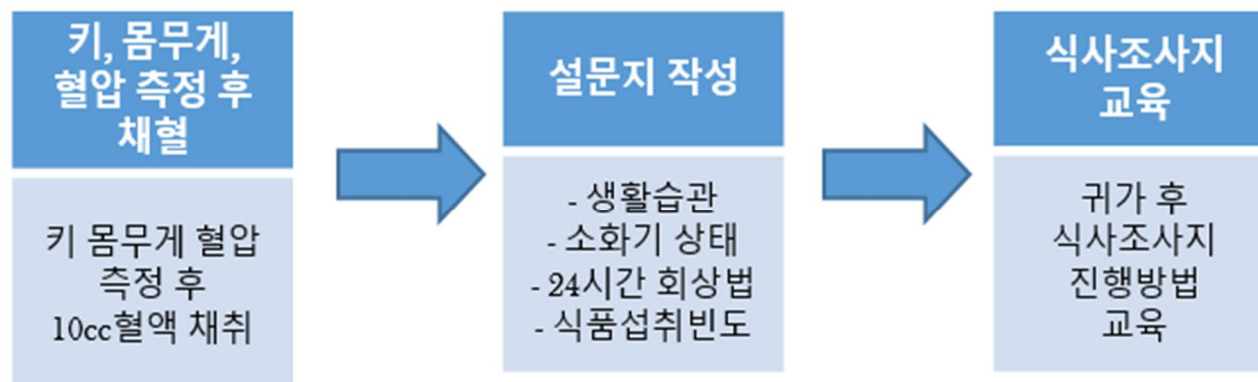 키, 몸무게,
혈압 측정 후
채혈
키 몸무게 혈압
측정 후
10cc혈액 채취
설문지 작성
- 생활습관
- 소화기 상태
- 24시간 회상법
- 식품섭취빈도
식사조사지
교육
귀가 후
식사조사지
진행방법
교육